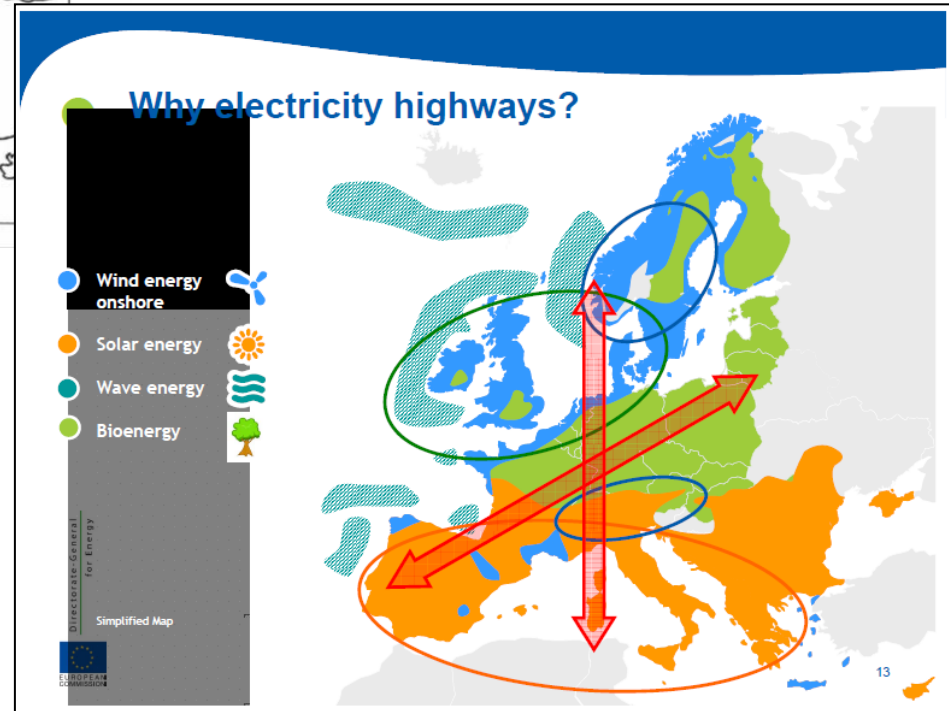 Why electricity highways?
Wind energy
onshore
Solar energy
Wave energy
Bioenergy
Directorate-General
for Energy
Simplified Map
EUROPEAN
COMMISSION
13